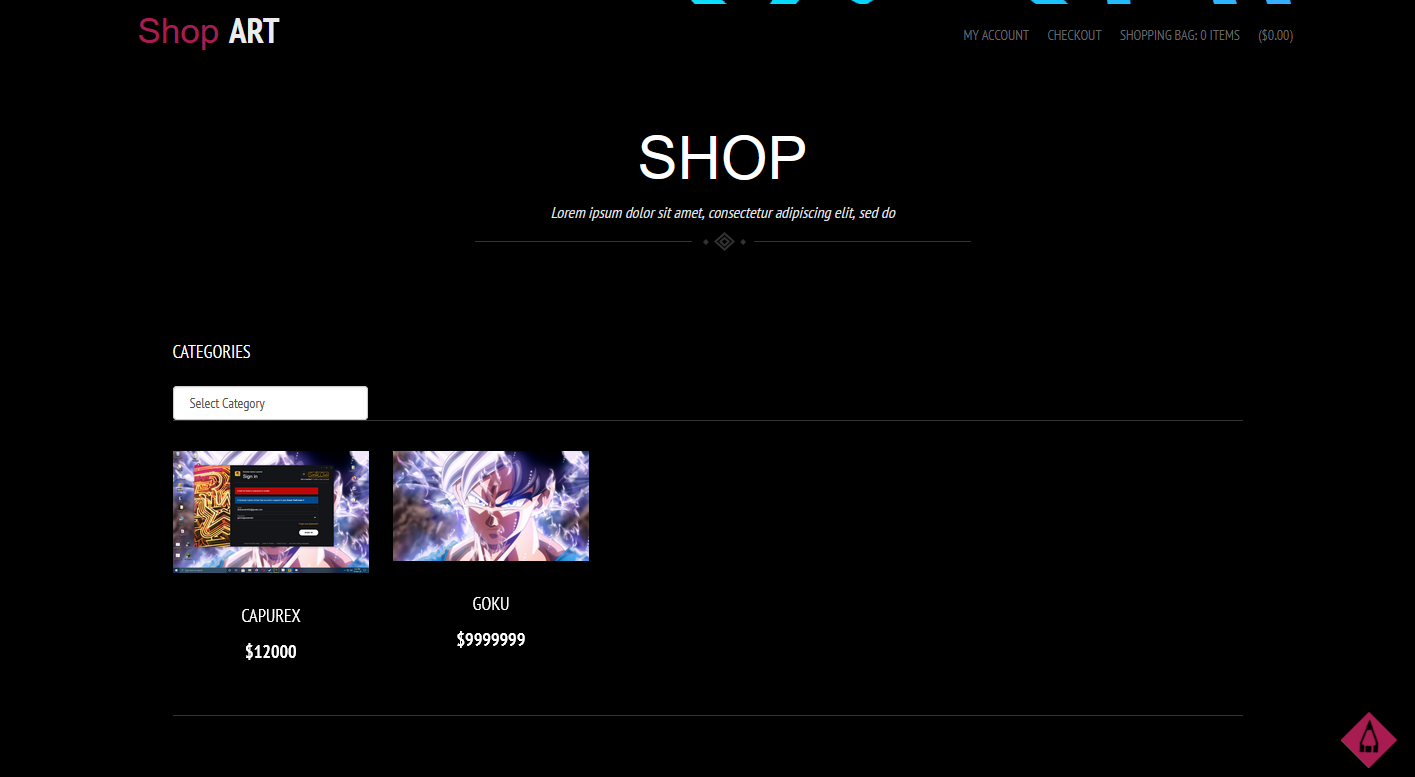 Shop ART
MY ACCOUNT CHECKOUT SHOPPING BAG: 0 ITEMS ($0.00)
SHOP
Lorem ipsum dolor sit amet, consectetur adipiscing elit, sed do
CATEGORIES
Select Category
Sign in
CAPUREX
$12000
GOKU
$9999999